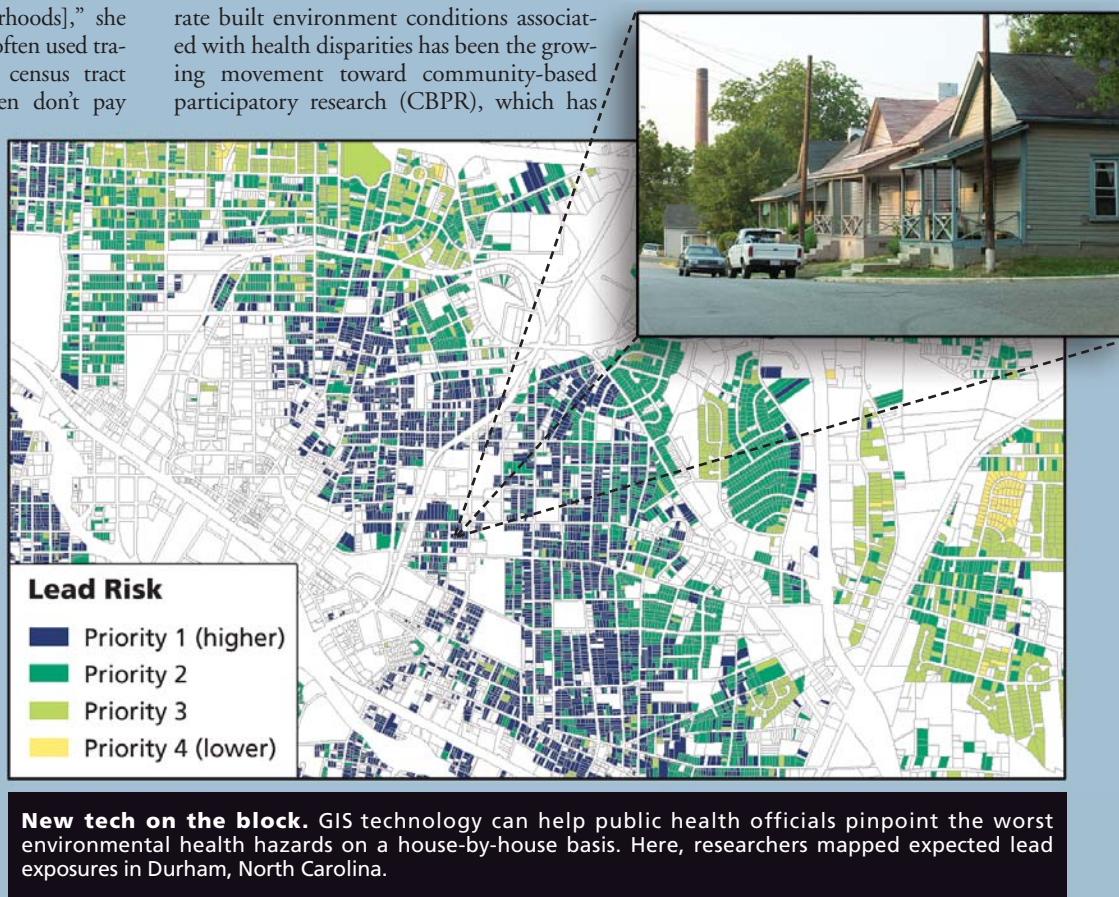 rhoods],” she
often used tra-
census tract
en don’t pay
rate built environment conditions associat-
ed with health disparities has been the grow-
ing movement toward community-based
participatory research (CBPR), which has
Lead Risk
Priority 1 (higher)
Priority 2
Priority 3
Priority 4 (lower)
New tech on the block. GIS technology can help public health officials pinpoint the worst
environmental health hazards on a house-by-house basis. Here, researchers mapped expected lead
exposures in Durham, North Carolina.